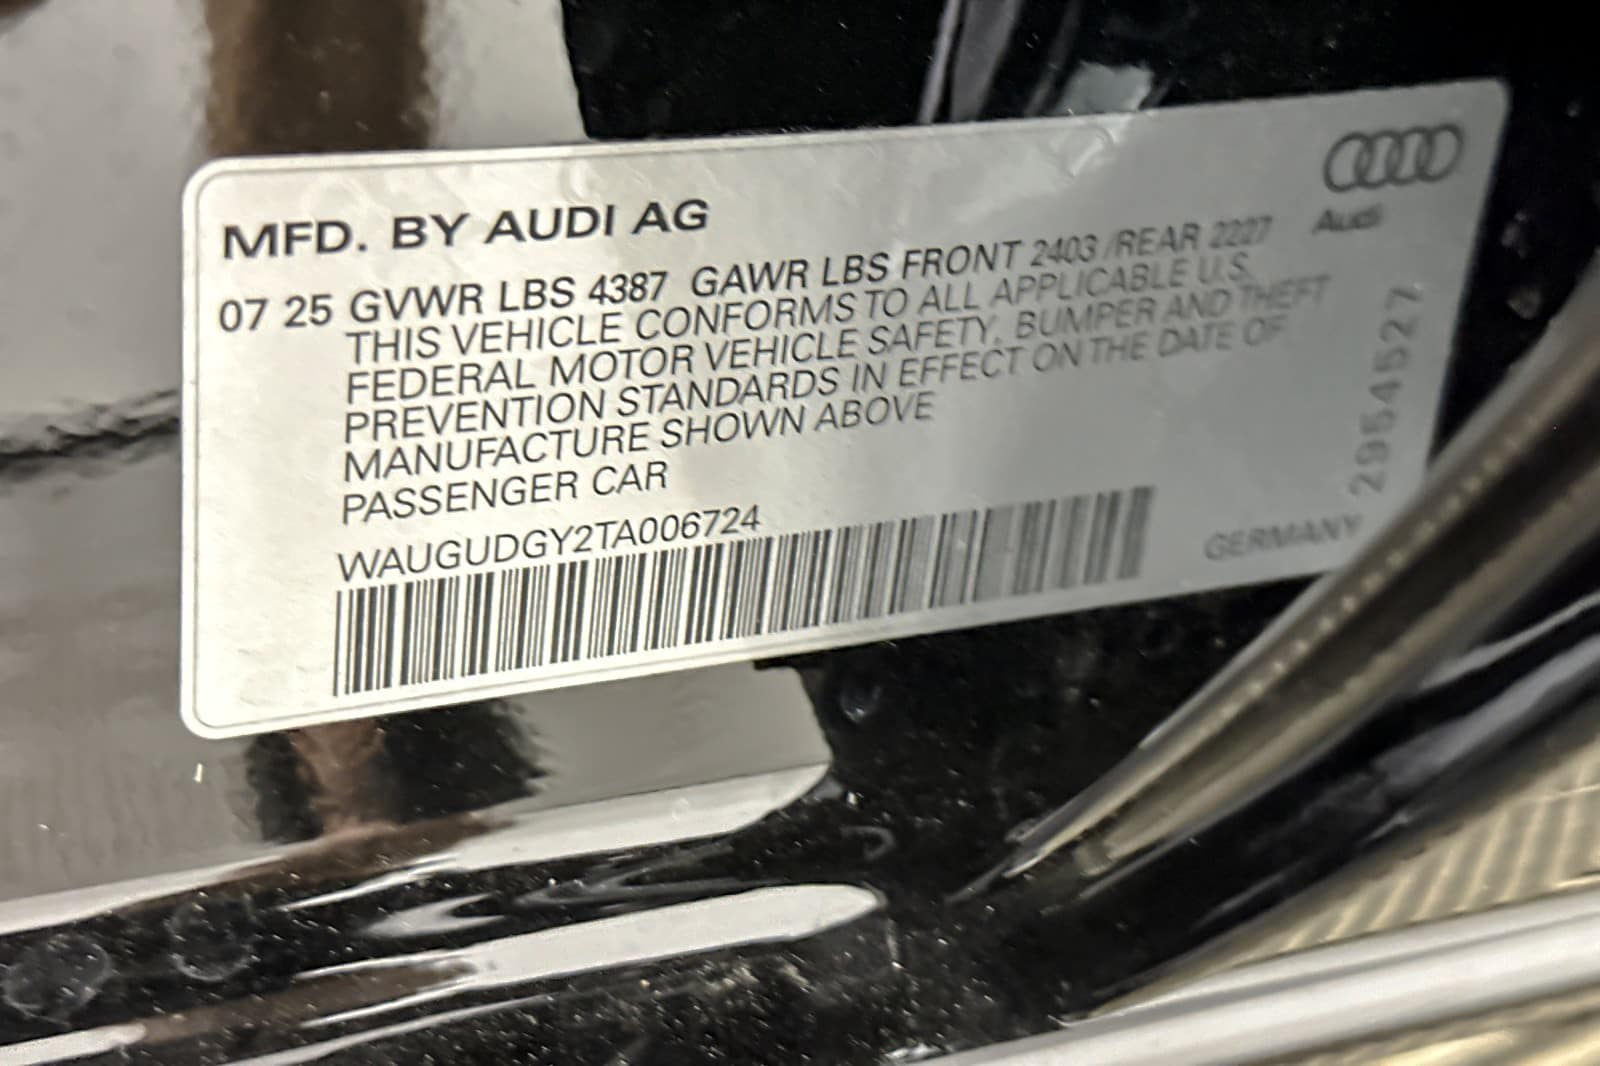 MFD. BY AUDI AG
Audi
07 25 GVWR LBS 4387 GAWR LBS FRONT 2403 /REAR 2227
THIS VEHICLE CONFORMS TO ALL APPLICABLE U.S.
FEDERAL MOTOR VEHICLE SAFETY, BUMPER AND THEFT
PREVENTION STANDARDS IN EFFECT ON THE DATE OF
MANUFACTURE SHOWN ABOVE
PASSENGER CAR
WAUGUDGY2TA006724
GERMANY
2954527